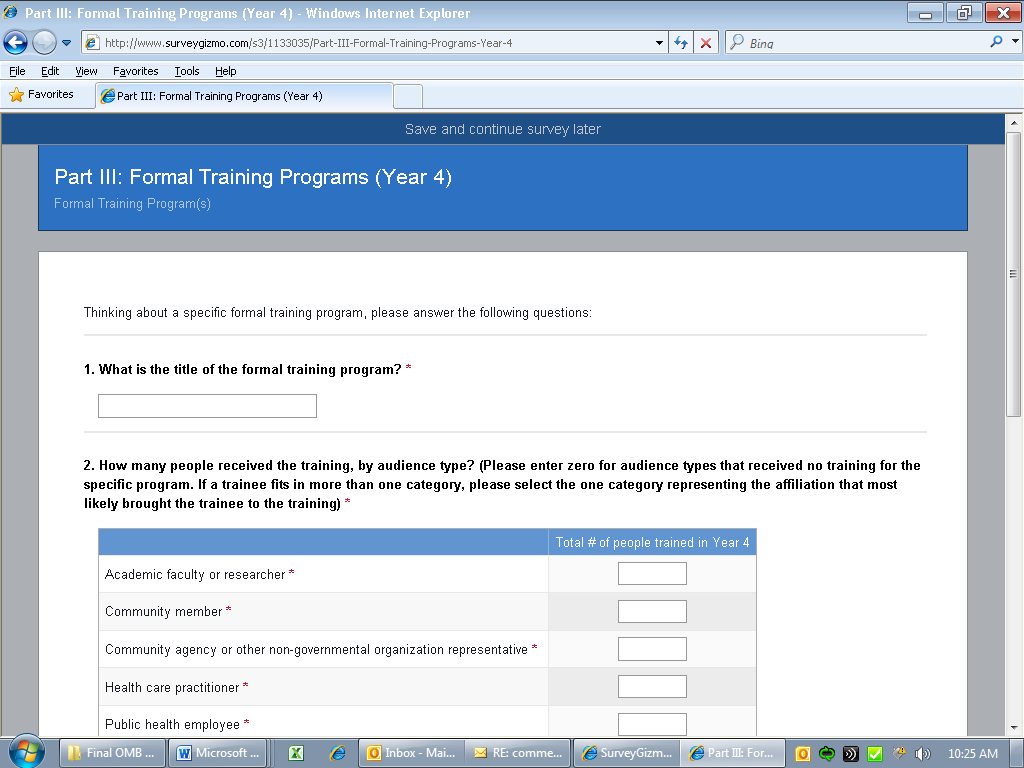 Part III: Formal Training Programs (Year 4) - Windows Internet Explorer
http://www.surveygizmo.com/s3/1133035/Part-III-Formal-Training-Programs-Year-4
Bing
File Edit View Favorites Tools Help
Favorites
Part III: Formal Training Programs (Year 4)
Save and continue survey later
Part III: Formal Training Programs (Year 4)
Formal Training Program(s)
Thinking about a specific formal training program, please answer the following questions:
1. What is the title of the formal training program? *
2. How many people received the training, by audience type? (Please enter zero for audience types that received no training for the
specific program. If a trainee fits in more than one category, please select the one category representing the affiliation that most
likely brought the trainee to the training) *
Total # of people trained in Year 4
Academic faculty or researcher *
Community member *
Community agency or other non-governmental organization representative *
Health care practitioner *
Public health employee *
Final OMB ... Microsoft ... Inbox - Mai... RE: comme... SurveyGizm... Part III: For... 10:25 AM